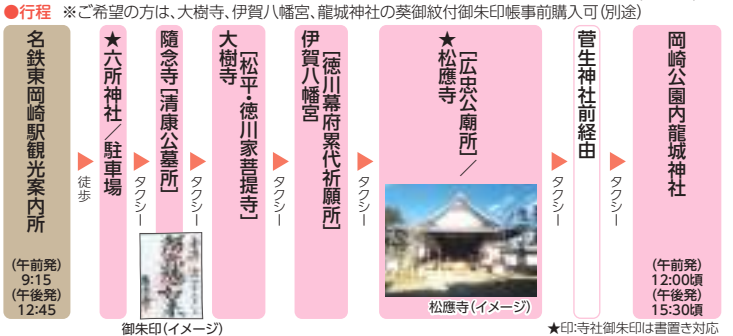 ●行程 ※ご希望の方は、大樹寺、伊賀八幡宮、龍城神社の葵御紋付御朱印帳事前購入可(別途)
名鉄東岡崎駅観光案内所
(午前発)
9:15
(午後発)
12:45
徒歩
★六所神社／駐車場
タクシー
隨念寺[清康公墓所]
タクシー
大樹寺
[松平・徳川家菩提寺]
タクシー
伊賀八幡宮
[徳川幕府累代祈願所]
タクシー
★松應寺
[広忠公廟所]／
松應寺(イメージ)
タクシー
菅生神社前経由
タクシー
岡崎公園内龍城神社
(午前発)
12:00頃
(午後発)
15:30頃
御朱印(イメージ)
★印:寺社御朱印は書置き対応